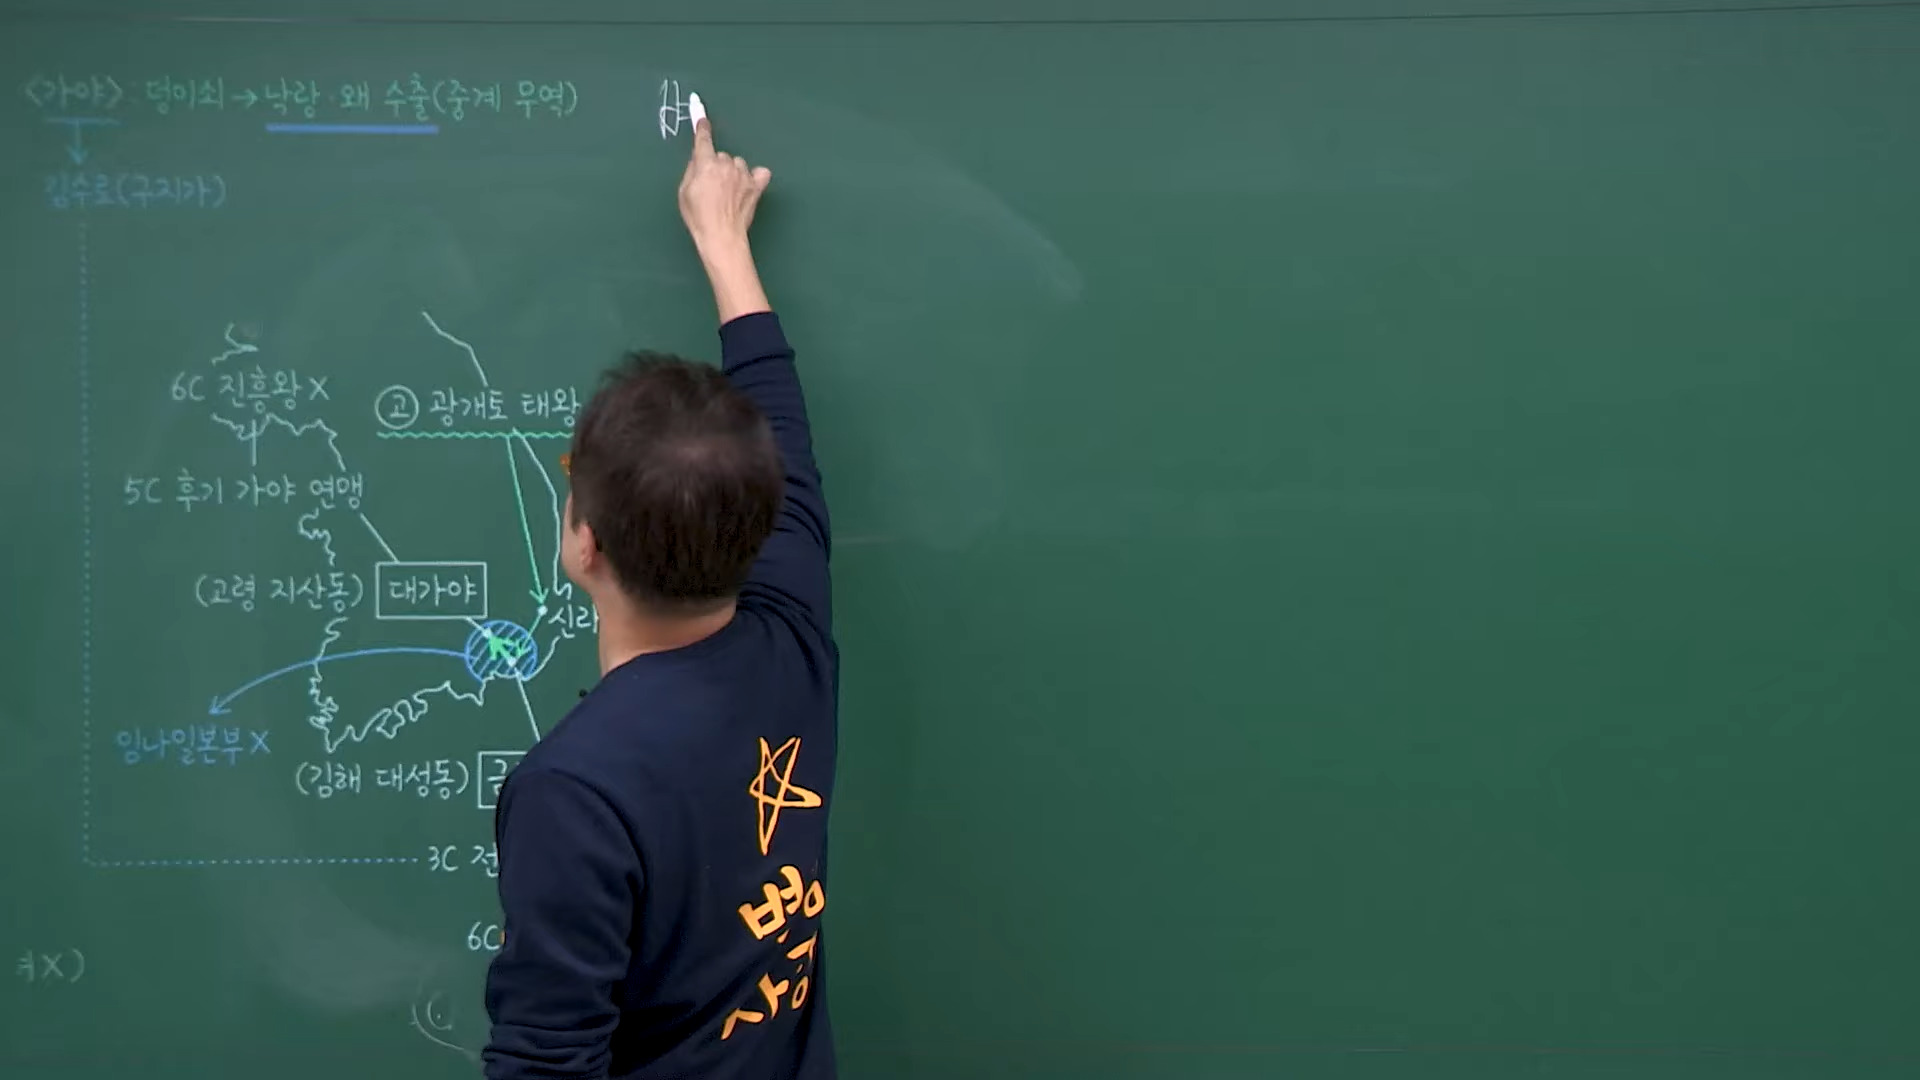 <가야> : 덩이쇠 → 낙랑·왜 수출(중계 무역)
김수로(구지가)
6C 진흥왕 X
고 광개토 태왕
5C 후기 가야 연맹
(고령 지산동) 대가야
신라
임나일본부 X
(김해 대성동) 금
3C 전
6C
X)